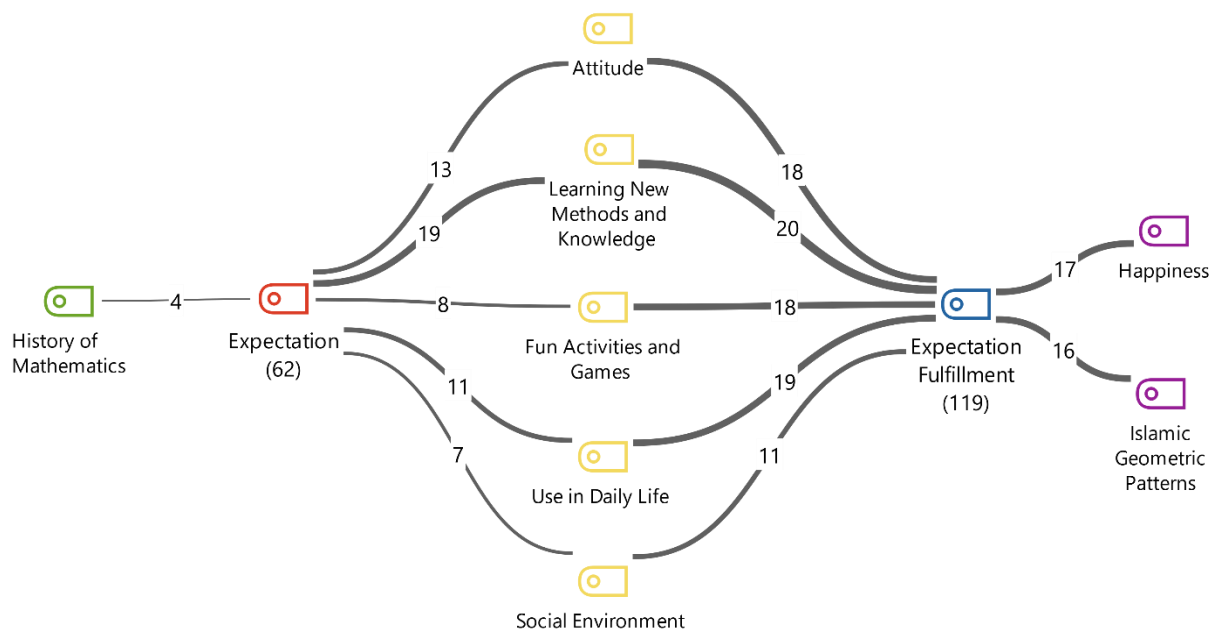 Attitude
13
18
Learning New
Methods and
Knowledge
19
20
History of
Mathematics
4
Expectation
(62)
8
Fun Activities and
Games
18
Expectation
Fulfillment
(119)
17
Happiness
16
Islamic
Geometric
Patterns
11
19
Use in Daily Life
7
11
Social Environment